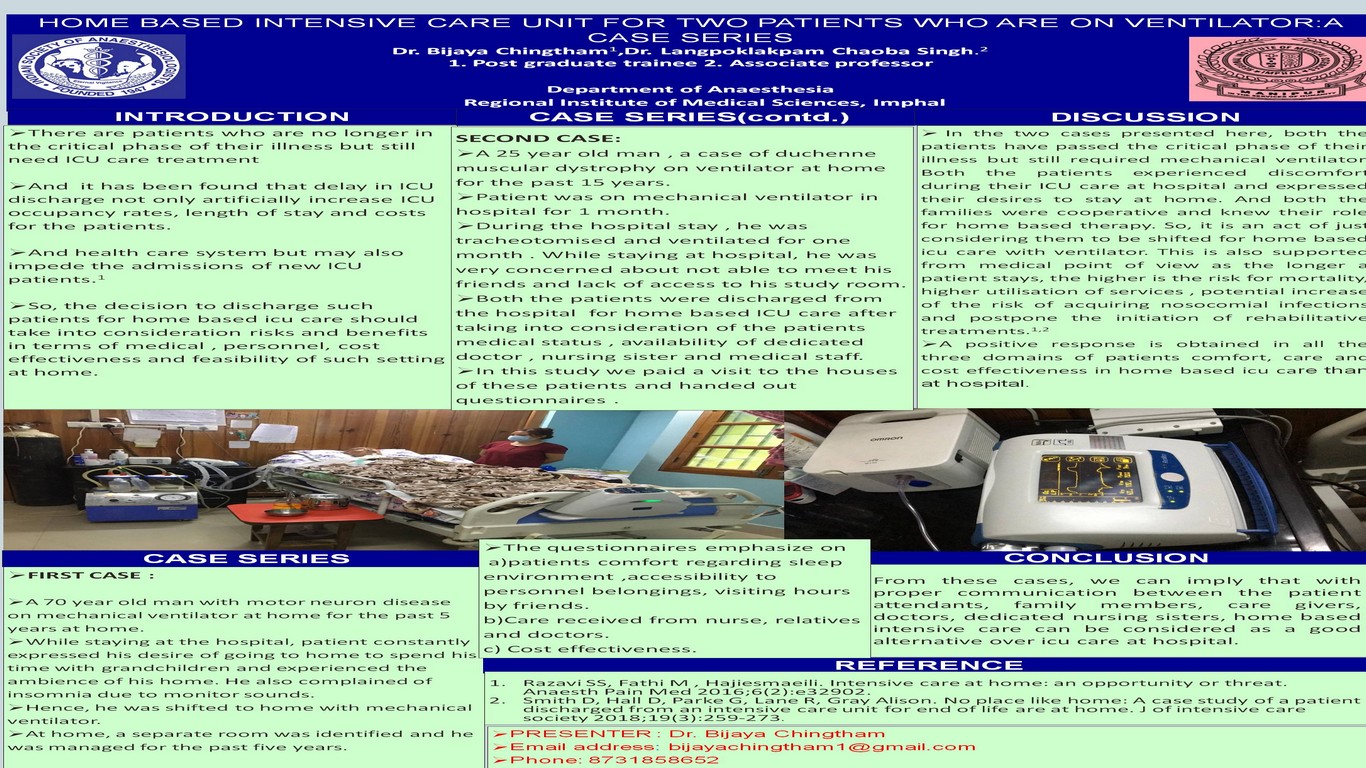 HOME BASED INTENSIVE CARE UNIT FOR TWO PATIENTS WHO ARE ON VENTILATOR:A
CASE SERIES
Dr. Bijaya Chingtham¹,Dr. Langpoklakpam Chaoba Singh.²
1. Post graduate trainee 2. Associate professor
Department of Anaesthesia
Regional Institute of Medical Sciences, Imphal
SOCIETY OF ANAESTHESIOLOGISTS
Eternal Vigilance
FOUNDED 1947
IMPHAL
MANIPUR
INTRODUCTION
➢There are patients who are no longer in
the critical phase of their illness but still
need ICU care treatment
➢And it has been found that delay in ICU
discharge not only artificially increase ICU
occupancy rates, length of stay and costs
for the patients.
➢And health care system but may also
impede the admissions of new ICU
patients.¹
➢So, the decision to discharge such
patients for home based icu care should
take into consideration risks and benefits
in terms of medical , personnel, cost
effectiveness and feasibility of such setting
at home.
CASE SERIES
➢FIRST CASE :
➢A 70 year old man with motor neuron disease
on mechanical ventilator at home for the past 5
years at home.
➢While staying at the hospital, patient constantly
expressed his desire of going to home to spend his
time with grandchildren and experienced the
ambience of his home. He also complained of
insomnia due to monitor sounds.
➢Hence, he was shifted to home with mechanical
ventilator.
➢At home, a separate room was identified and he
was managed for the past five years.
CASE SERIES(contd.)
SECOND CASE:
➢A 25 year old man , a case of duchenne
muscular dystrophy on ventilator at home
for the past 15 years.
➢Patient was on mechanical ventilator in
hospital for 1 month.
➢During the hospital stay , he was
tracheotomised and ventilated for one
month . While staying at hospital, he was
very concerned about not able to meet his
friends and lack of access to his study room.
➢Both the patients were discharged from
the hospital for home based ICU care after
taking into consideration of the patients
medical status , availability of dedicated
doctor , nursing sister and medical staff.
➢In this study we paid a visit to the houses
of these patients and handed out
questionnaires .
➢The questionnaires emphasize on
a)patients comfort regarding sleep
environment ,accessibility to
personnel belongings, visiting hours
by friends.
b)Care received from nurse, relatives
and doctors.
c) Cost effectiveness.
DISCUSSION
➢ In the two cases presented here, both the
patients have passed the critical phase of their
illness but still required mechanical ventilator
Both the patients experienced discomfort
during their ICU care at hospital and expressed
their desires to stay at home. And both the
families were cooperative and knew their role
for home based therapy. So, it is an act of just
considering them to be shifted for home based
icu care with ventilator. This is also supported
from medical point of view as the longer
patient stays, the higher is the risk for mortality,
higher utilisation of services , potential increase
of the risk of acquiring nosocomial infections
and postpone the initiation of rehabilitative
treatments.¹,²
➢A positive response is obtained in all the
three domains of patients comfort, care and
cost effectiveness in home based icu care than
at hospital.
OMRON
CONCLUSION
From these cases, we can imply that with
proper communication between the patient
attendants, family members, care givers,
doctors, dedicated nursing sisters, home based
intensive care can be considered as a good
alternative over icu care at hospital.
REFERENCE
1. Razavi SS, Fathi M , Hajiesmaeili. Intensive care at home: an opportunity or threat.
Anaesth Pain Med 2016;6(2):e32902.
2. Smith D, Hall D, Parke G, Lane R, Gray Alison. No place like home: A case study of a patient
discharged from an intensive care unit for end of life are at home. J of intensive care
society 2018;19(3):259-273.
➢PRESENTER : Dr. Bijaya Chingtham
➢Email address: bijayachingtham1@gmail.com
➢Phone: 8731858652